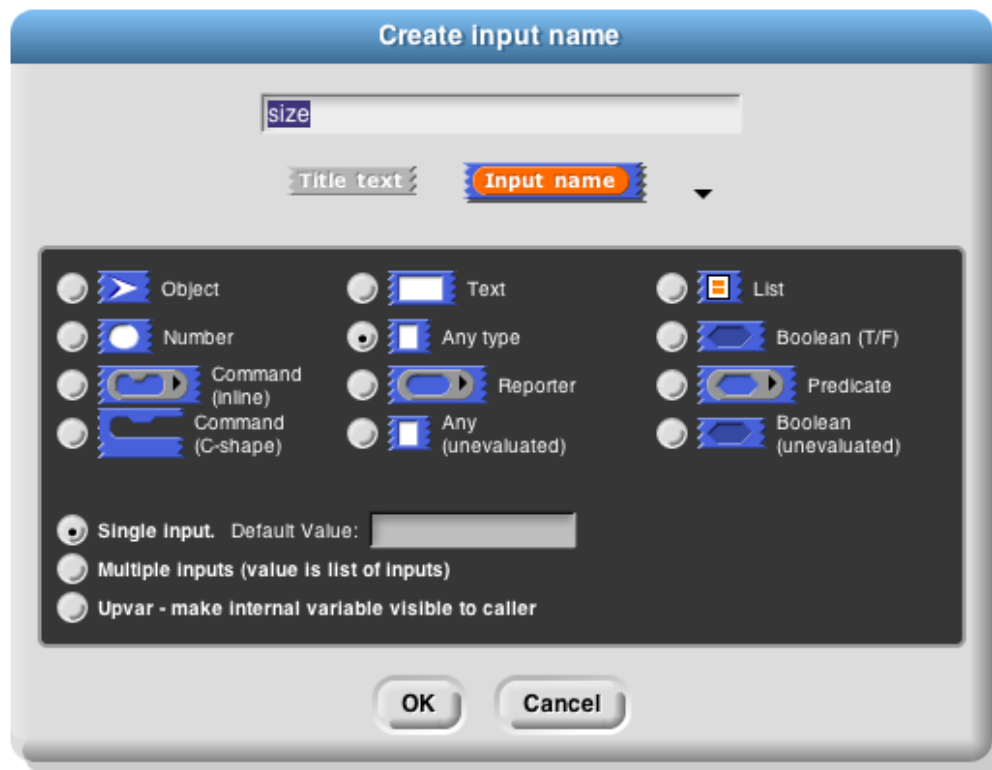 Create input name
size
Title text Input name
Object Text List
Number Any type Boolean (T/F)
Command (inline) Reporter Predicate
Command (C-shape) Any (unevaluated) Boolean (unevaluated)
Single input. Default Value:
Multiple inputs (value is list of inputs)
Upvar - make internal variable visible to caller
OK Cancel